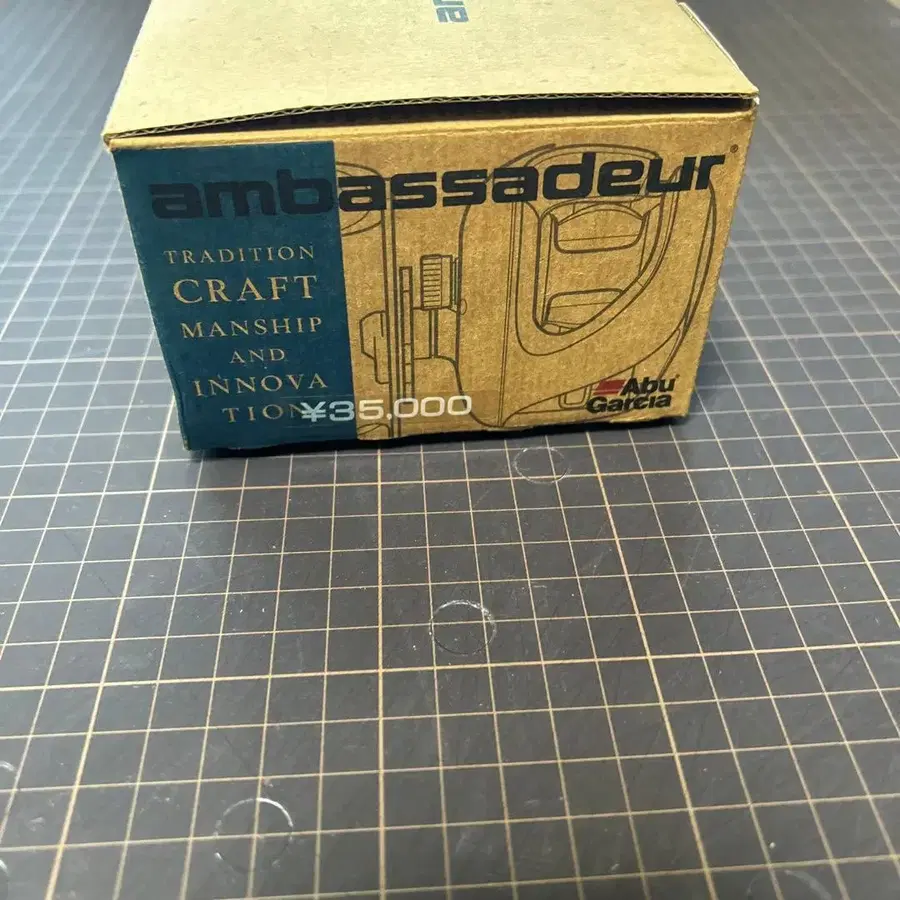 ambassadeur®
TRADITION
CRAFT
MANSHIP
AND
INNOVA
TION
¥35,000
Abu
Garcia